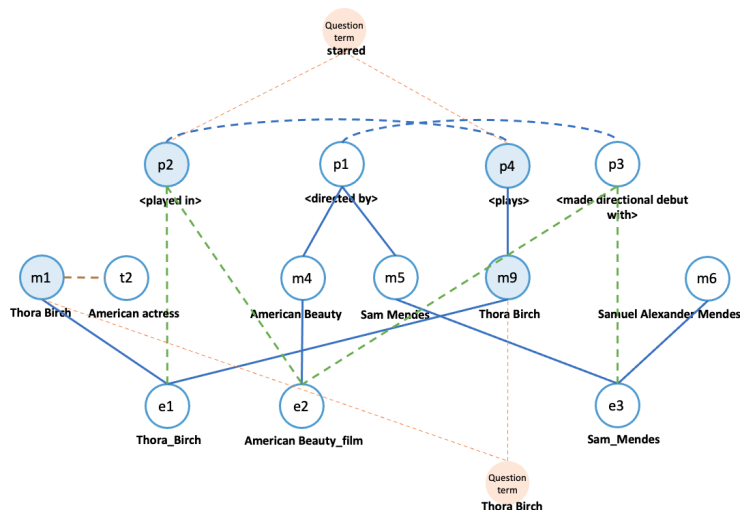 Question
term
starred
p2
p1
p4
p3
<played in>
<directed by>
<plays>
<made directional debut
with>
m1
t2
m4
m5
m9
m6
Thora Birch
American actress
American Beauty
Sam Mendes
Thora Birch
Samuel Alexander Mendes
e1
e2
e3
Thora_Birch
American Beauty_film
Sam_Mendes
Question
term
Thora Birch